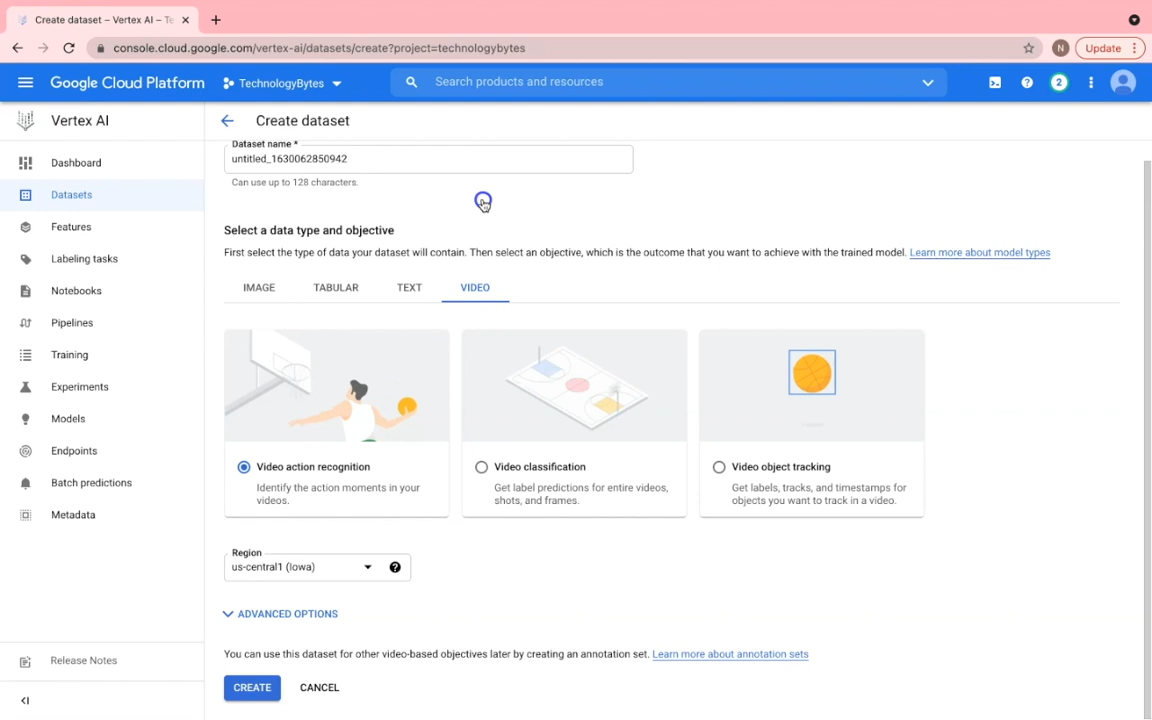 Create dataset – Vertex AI – Te
console.cloud.google.com/vertex-ai/datasets/create?project=technologybytes
N
Update
Google Cloud Platform
TechnologyBytes
Search products and resources
2
Vertex AI
Create dataset
Dashboard
Datasets
Features
Labeling tasks
Notebooks
Pipelines
Training
Experiments
Models
Endpoints
Batch predictions
Metadata
Release Notes
Dataset name *
untitled_1630062850942
Can use up to 128 characters.
Select a data type and objective
First select the type of data your dataset will contain. Then select an objective, which is the outcome that you want to achieve with the trained model. Learn more about model types
IMAGE
TABULAR
TEXT
VIDEO
Video action recognition
Identify the action moments in your
videos.
Video classification
Get label predictions for entire videos,
shots, and frames.
Video object tracking
Get labels, tracks, and timestamps for
objects you want to track in a video.
Region
us-central1 (Iowa)
ADVANCED OPTIONS
You can use this dataset for other video-based objectives later by creating an annotation set. Learn more about annotation sets
CREATE
CANCEL